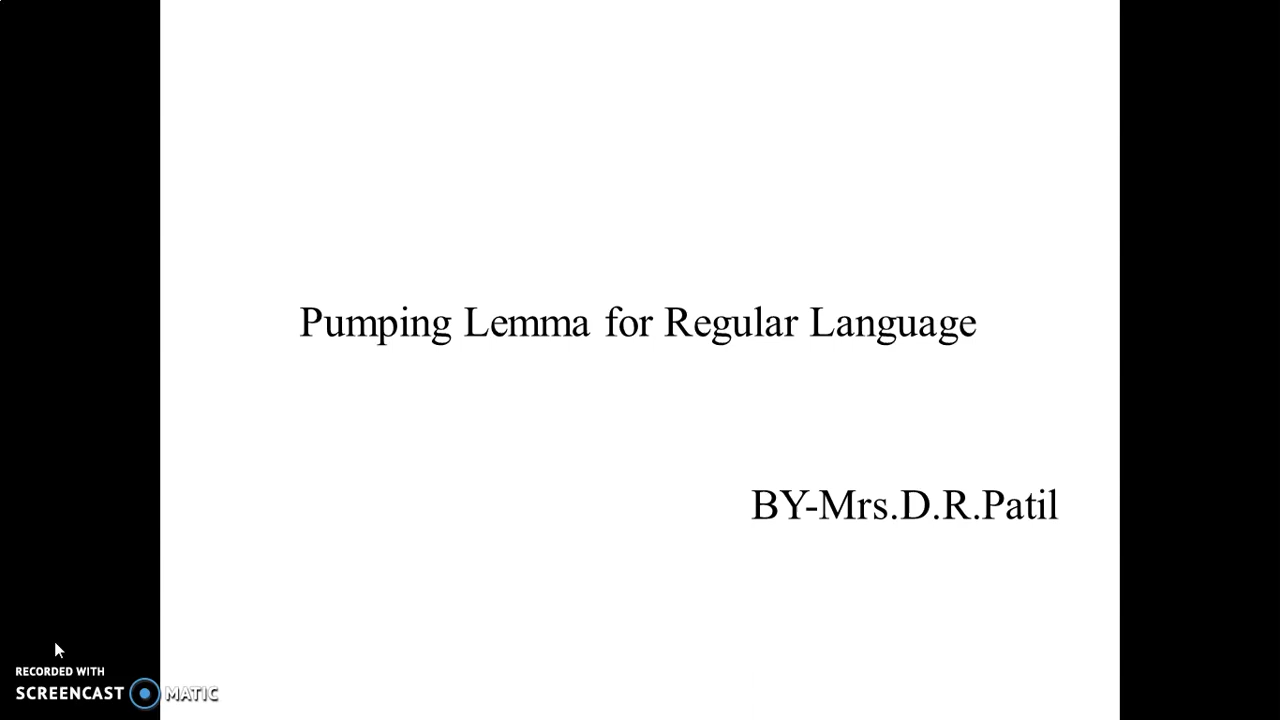 Pumping Lemma for Regular Language
BY-Mrs.D.R.Patil
RECORDED WITH
SCREENCAST MATIC